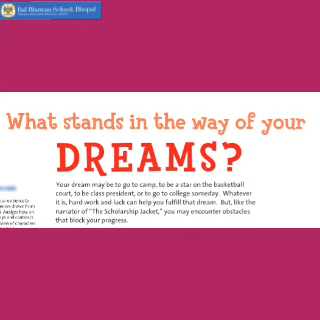 Bal Bhawan School, Bhopal
What stands in the way of your
DREAMS?
Your dream may be to go to camp, to be a star on the basketball
court, to be class president, or to go to college someday. Whatever
it is, hard work and luck can help you fulfill that dream. But, like the
narrator of "The Scholarship Jacket," you may encounter obstacles
that block your progress.